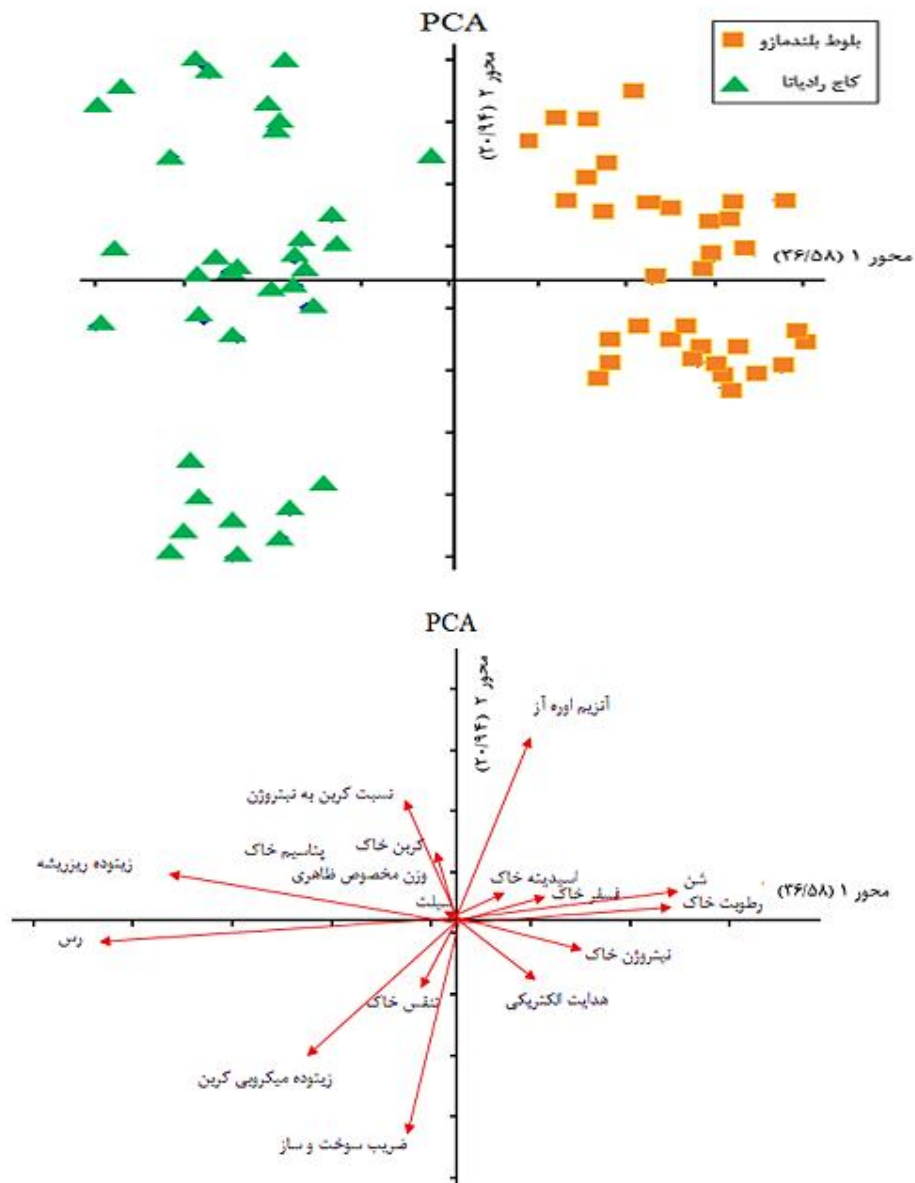 PCA
بلوط بلندمازو
کاج رادیاتا
محور ۲ (۲۰/۹۴)
محور ۱ (۳۶/۵۸)
PCA
محور ۲ (۲۰/۹۴)
آنزیم اوره آز
نسبت کربن به نیتروژن
کربن خاک
پتاسیم خاک
زیتوده ریزریشه
وزن مخصوص ظاهری
اسیدیته خاک
شن
محور ۱ (۳۶/۵۸)
فسفر خاک
سیلت
رطوبت خاک
رس
نیتروژن خاک
هدایت الکتریکی
تنفس خاک
زیتوده میکروبی کربن
ضریب سوخت و ساز